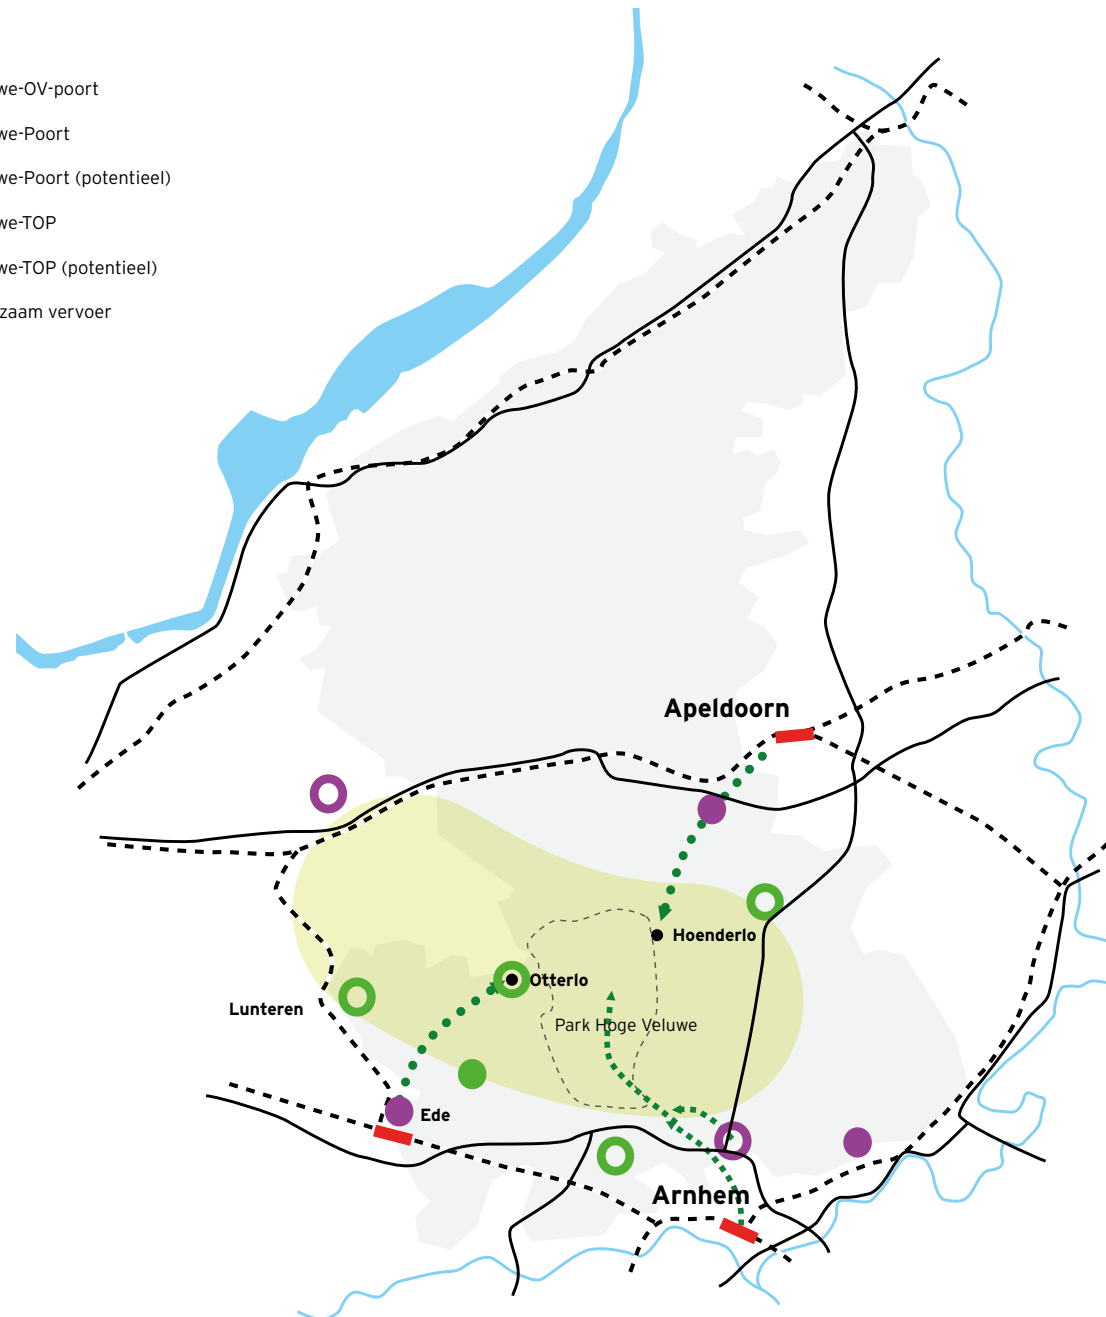 we-OV-poort
we-Poort
we-Poort (potentieel)
we-TOP
we-TOP (potentieel)
zaam vervoer
Apeldoorn
Hoenderlo
Otterlo
Lunteren
Park Hoge Veluwe
Ede
Arnhem